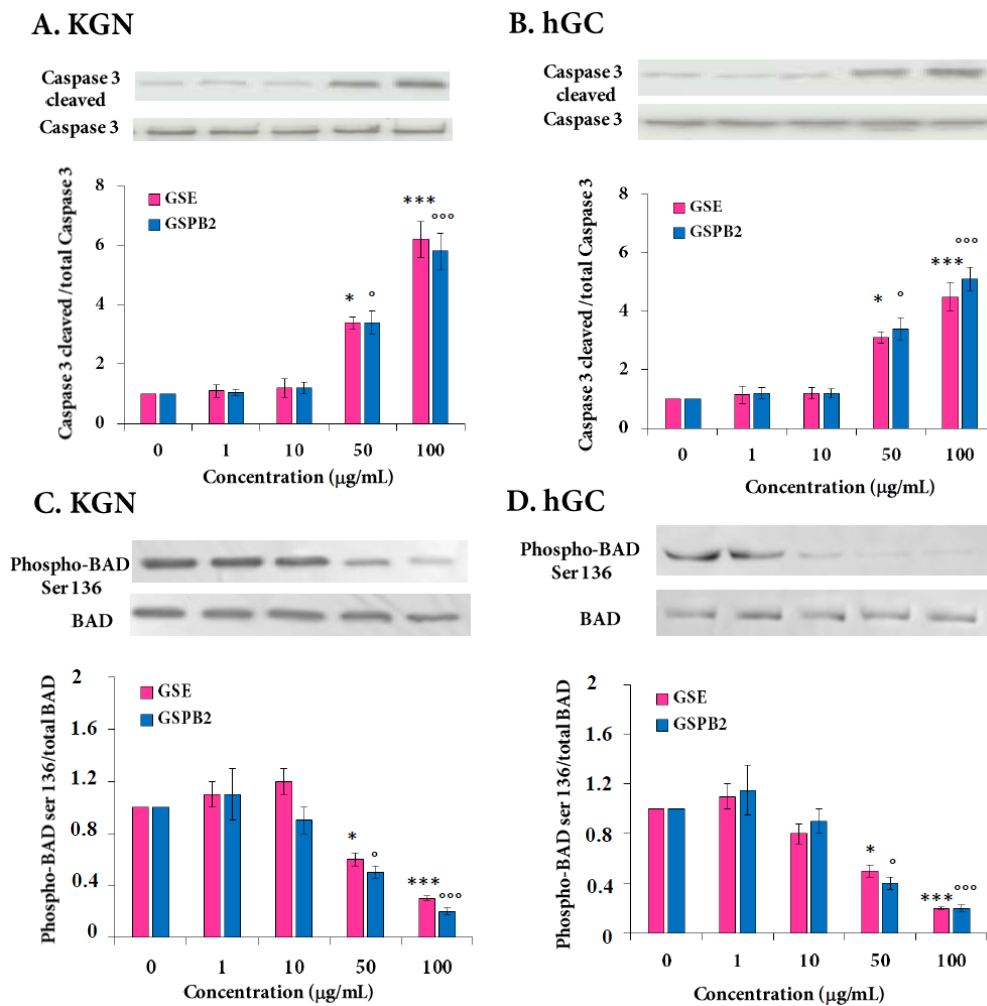 A. KGN
Caspase 3
cleaved
Caspase 3
Caspase 3 cleaved /total Caspase 3
8
6
4
2
0
GSE
GSPB2
*
°
***
°°°
0 1 10 50 100
Concentration (µg/mL)
B. hGC
Caspase 3
cleaved
Caspase 3
Caspase 3 cleaved /total Caspase 3
8
6
4
2
0
GSE
GSPB2
*
°
***
°°°
0 1 10 50 100
Concentration (µg/mL)
C. KGN
Phospho-BAD
Ser 136
BAD
Phospho-BAD ser 136/total BAD
2
1.6
1.2
0.8
0.4
0
GSE
GSPB2
*
°
***
°°°
0 1 10 50 100
Concentration (µg/mL)
D. hGC
Phospho-BAD
Ser 136
BAD
Phospho-BAD ser 136/total BAD
2
1.6
1.2
0.8
0.4
0
GSE
GSPB2
*
°
***
°°°
0 1 10 50 100
Concentration (µg/mL)